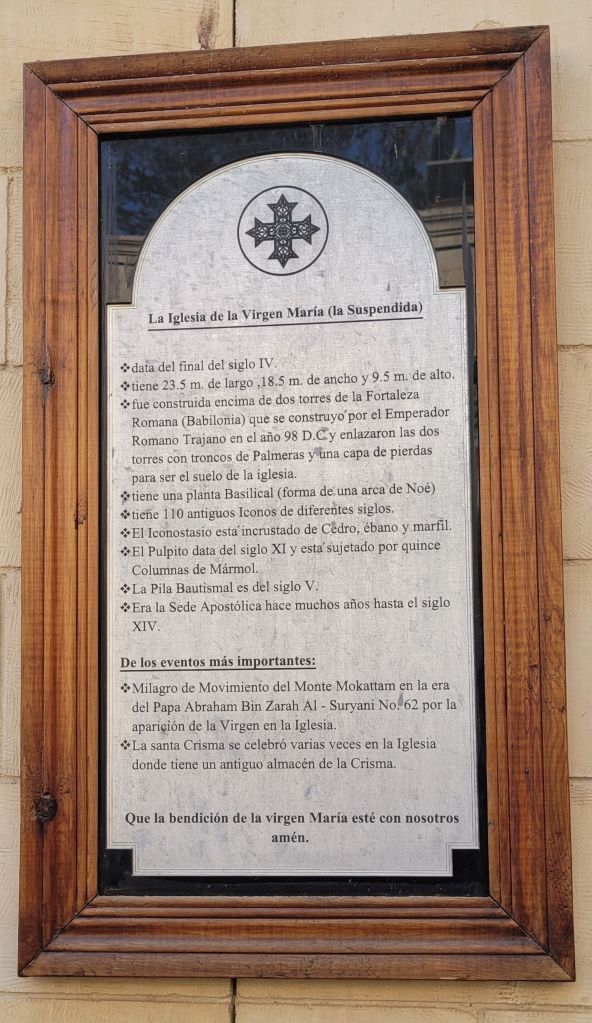 La Iglesia de la Virgen María (la Suspendida)
❖data del final del siglo IV.
❖tiene 23.5 m. de largo ,18.5 m. de ancho y 9.5 m. de alto.
❖fue construida encima de dos torres de la Fortaleza
Romana (Babilonia) que se construyo´por el Emperador
Romano Trajano en el año 98 D.C.y enlazaron las dos
torres con troncos de Palmeras y una capa de pierdas
para ser el suelo de la iglesia.
❖tiene una planta Basilical (forma de una arca de Noé)
❖tiene 110 antiguos Iconos de diferentes siglos.
❖El Iconostasio esta´incrustado de Cedro, ébano y marfil.
❖El Pulpito data del siglo XI y esta´sujetado por quince
Columnas de Mármol.
❖La Pila Bautismal es del siglo V.
❖Era la Sede Apostólica hace muchos años hasta el siglo
XIV.
De los eventos más importantes:
❖Milagro de Movimiento del Monte Mokattam en la era
del Papa Abraham Bin Zarah Al - Suryani No. 62 por la
aparición de la Virgen en la Iglesia.
❖La santa Crisma se celebró varias veces en la Iglesia
donde tiene un antiguo almacén de la Crisma.
Que la bendición de la virgen María esté con nosotros
amén.